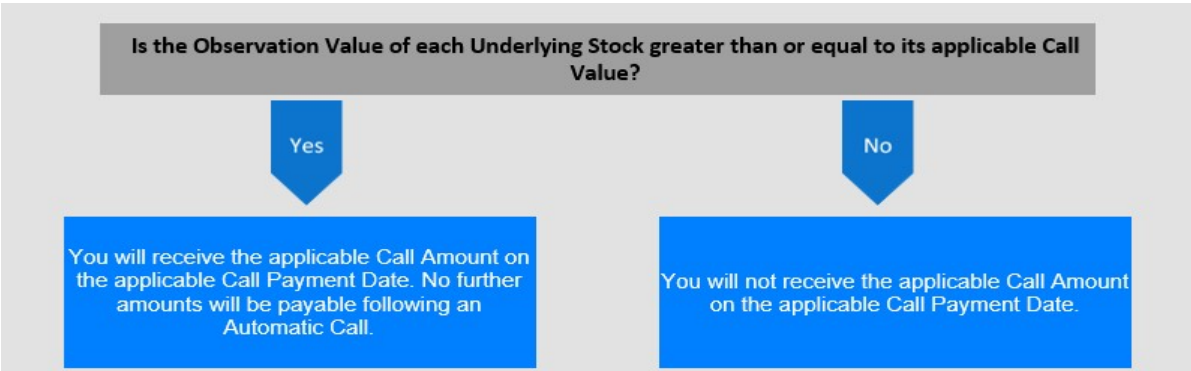 Is the Observation Value of each Underlying Stock greater than or equal to its applicable Call
Value?
Yes
No
You will receive the applicable Call Amount on
the applicable Call Payment Date. No further
amounts will be payable following an
Automatic Call.
You will not receive the applicable Call Amount
on the applicable Call Payment Date.